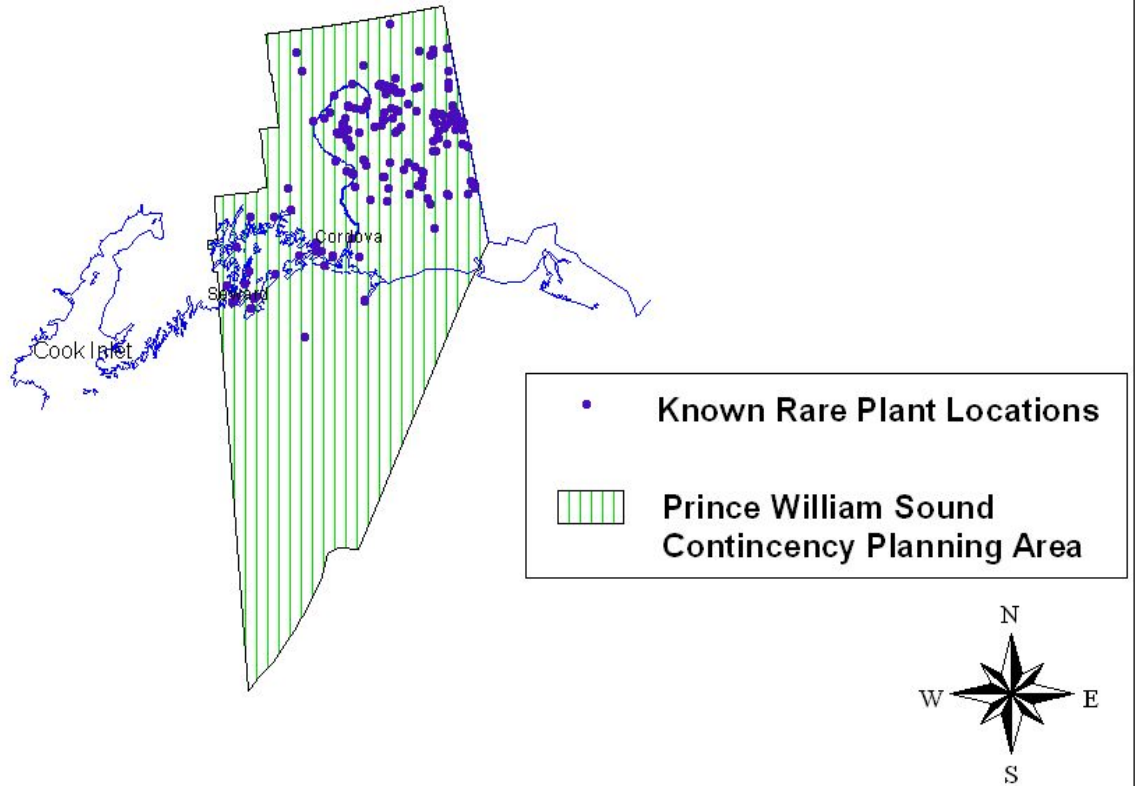 Cordova
Seward
Cook Inlet
Known Rare Plant Locations
Prince William Sound
Contincency Planning Area
N
W E
S